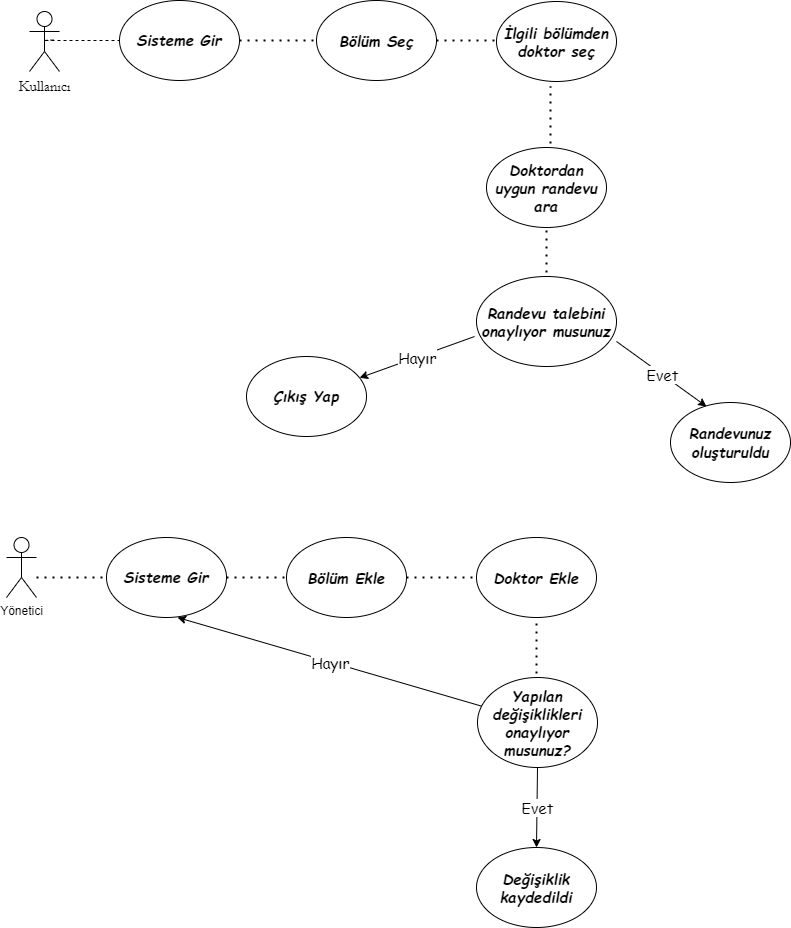 Kullanıcı
Sisteme Gir
Bölüm Seç
İlgili bölümden
doktor seç
Doktordan
uygun randevu
ara
Randevu talebini
onaylıyor musunuz
Hayır
Evet
Çıkış Yap
Randevunuz
oluşturuldu
Yönetici
Sisteme Gir
Bölüm Ekle
Doktor Ekle
Hayır
Yapılan
değişiklikleri
onaylıyor
musunuz?
Evet
Değişiklik
kaydedildi